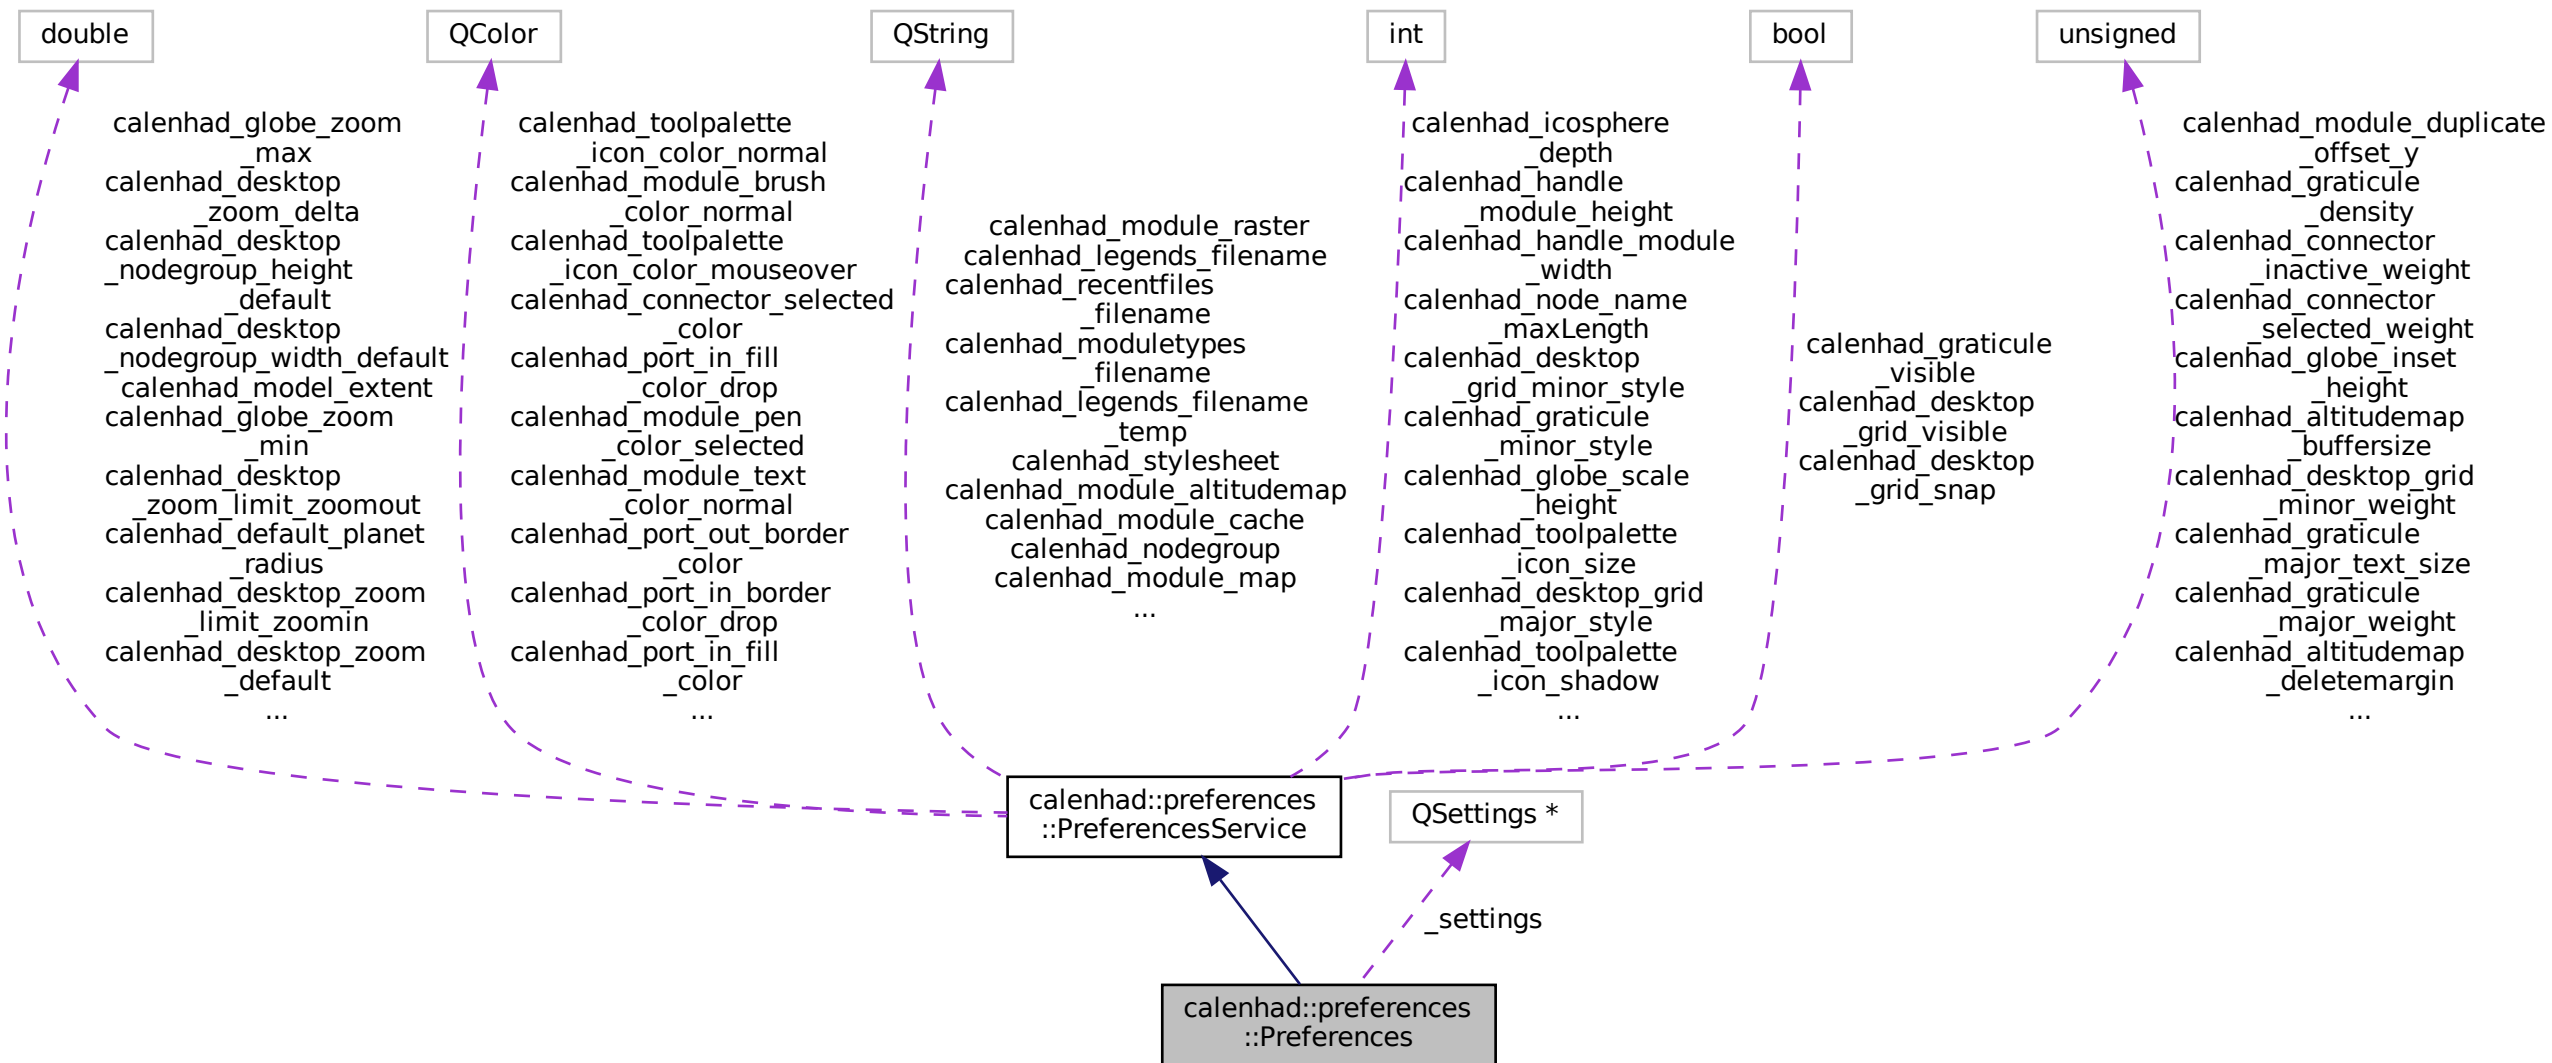 double
QColor
QString
int
bool
unsigned
calenhad_globe_zoom
_max
calenhad_desktop
_zoom_delta
calenhad_desktop
_nodegroup_height
_default
calenhad_desktop
_nodegroup_width_default
calenhad_model_extent
calenhad_globe_zoom
_min
calenhad_desktop
_zoom_limit_zoomout
calenhad_default_planet
_radius
calenhad_desktop_zoom
_limit_zoomin
calenhad_desktop_zoom
_default
...
calenhad_toolpalette
_icon_color_normal
calenhad_module_brush
_color_normal
calenhad_toolpalette
_icon_color_mouseover
calenhad_connector_selected
_color
calenhad_port_in_fill
_color_drop
calenhad_module_pen
_color_selected
calenhad_module_text
_color_normal
calenhad_port_out_border
_color
calenhad_port_in_border
_color_drop
calenhad_port_in_fill
_color
...
calenhad_module_raster
calenhad_legends_filename
calenhad_recentfiles
_filename
calenhad_moduletypes
_filename
calenhad_legends_filename
_temp
calenhad_stylesheet
calenhad_module_altitudemap
calenhad_module_cache
calenhad_nodegroup
calenhad_module_map
...
calenhad_icosphere
_depth
calenhad_handle
_module_height
calenhad_handle_module
_width
calenhad_node_name
_maxLength
calenhad_desktop
_grid_minor_style
calenhad_graticule
_minor_style
calenhad_globe_scale
_height
calenhad_toolpalette
_icon_size
calenhad_desktop_grid
_major_style
calenhad_toolpalette
_icon_shadow
...
calenhad_graticule
_visible
calenhad_desktop
_grid_visible
calenhad_desktop
_grid_snap
calenhad_module_duplicate
_offset_y
calenhad_graticule
_density
calenhad_connector
_inactive_weight
calenhad_connector
_selected_weight
calenhad_globe_inset
_height
calenhad_altitudemap
_buffersize
calenhad_desktop_grid
_minor_weight
calenhad_graticule
_major_text_size
calenhad_graticule
_major_weight
calenhad_altitudemap
_deletemargin
...
calenhad::preferences
::PreferencesService
QSettings *
_settings
calenhad::preferences
::Preferences